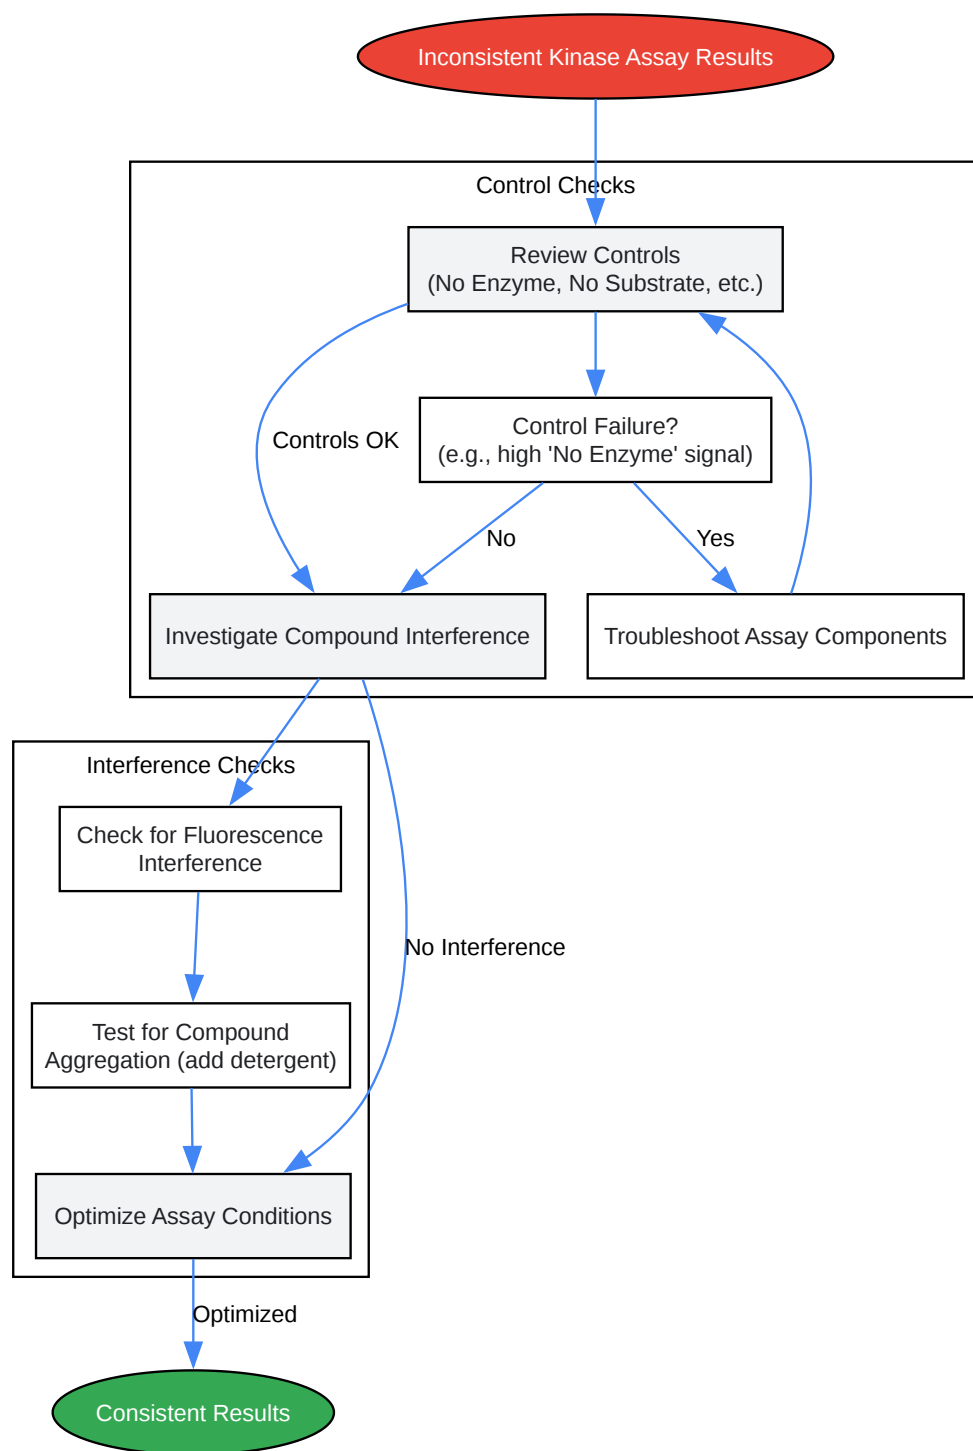 Inconsistent Kinase Assay Results
Control Checks
Review Controls
(No Enzyme, No Substrate, etc.)
Controls OK
Control Failure?
(e.g., high 'No Enzyme' signal)
No
Yes
Investigate Compound Interference
Troubleshoot Assay Components
Interference Checks
Check for Fluorescence
Interference
No Interference
Test for Compound
Aggregation (add detergent)
Optimize Assay Conditions
Optimized
Consistent Results